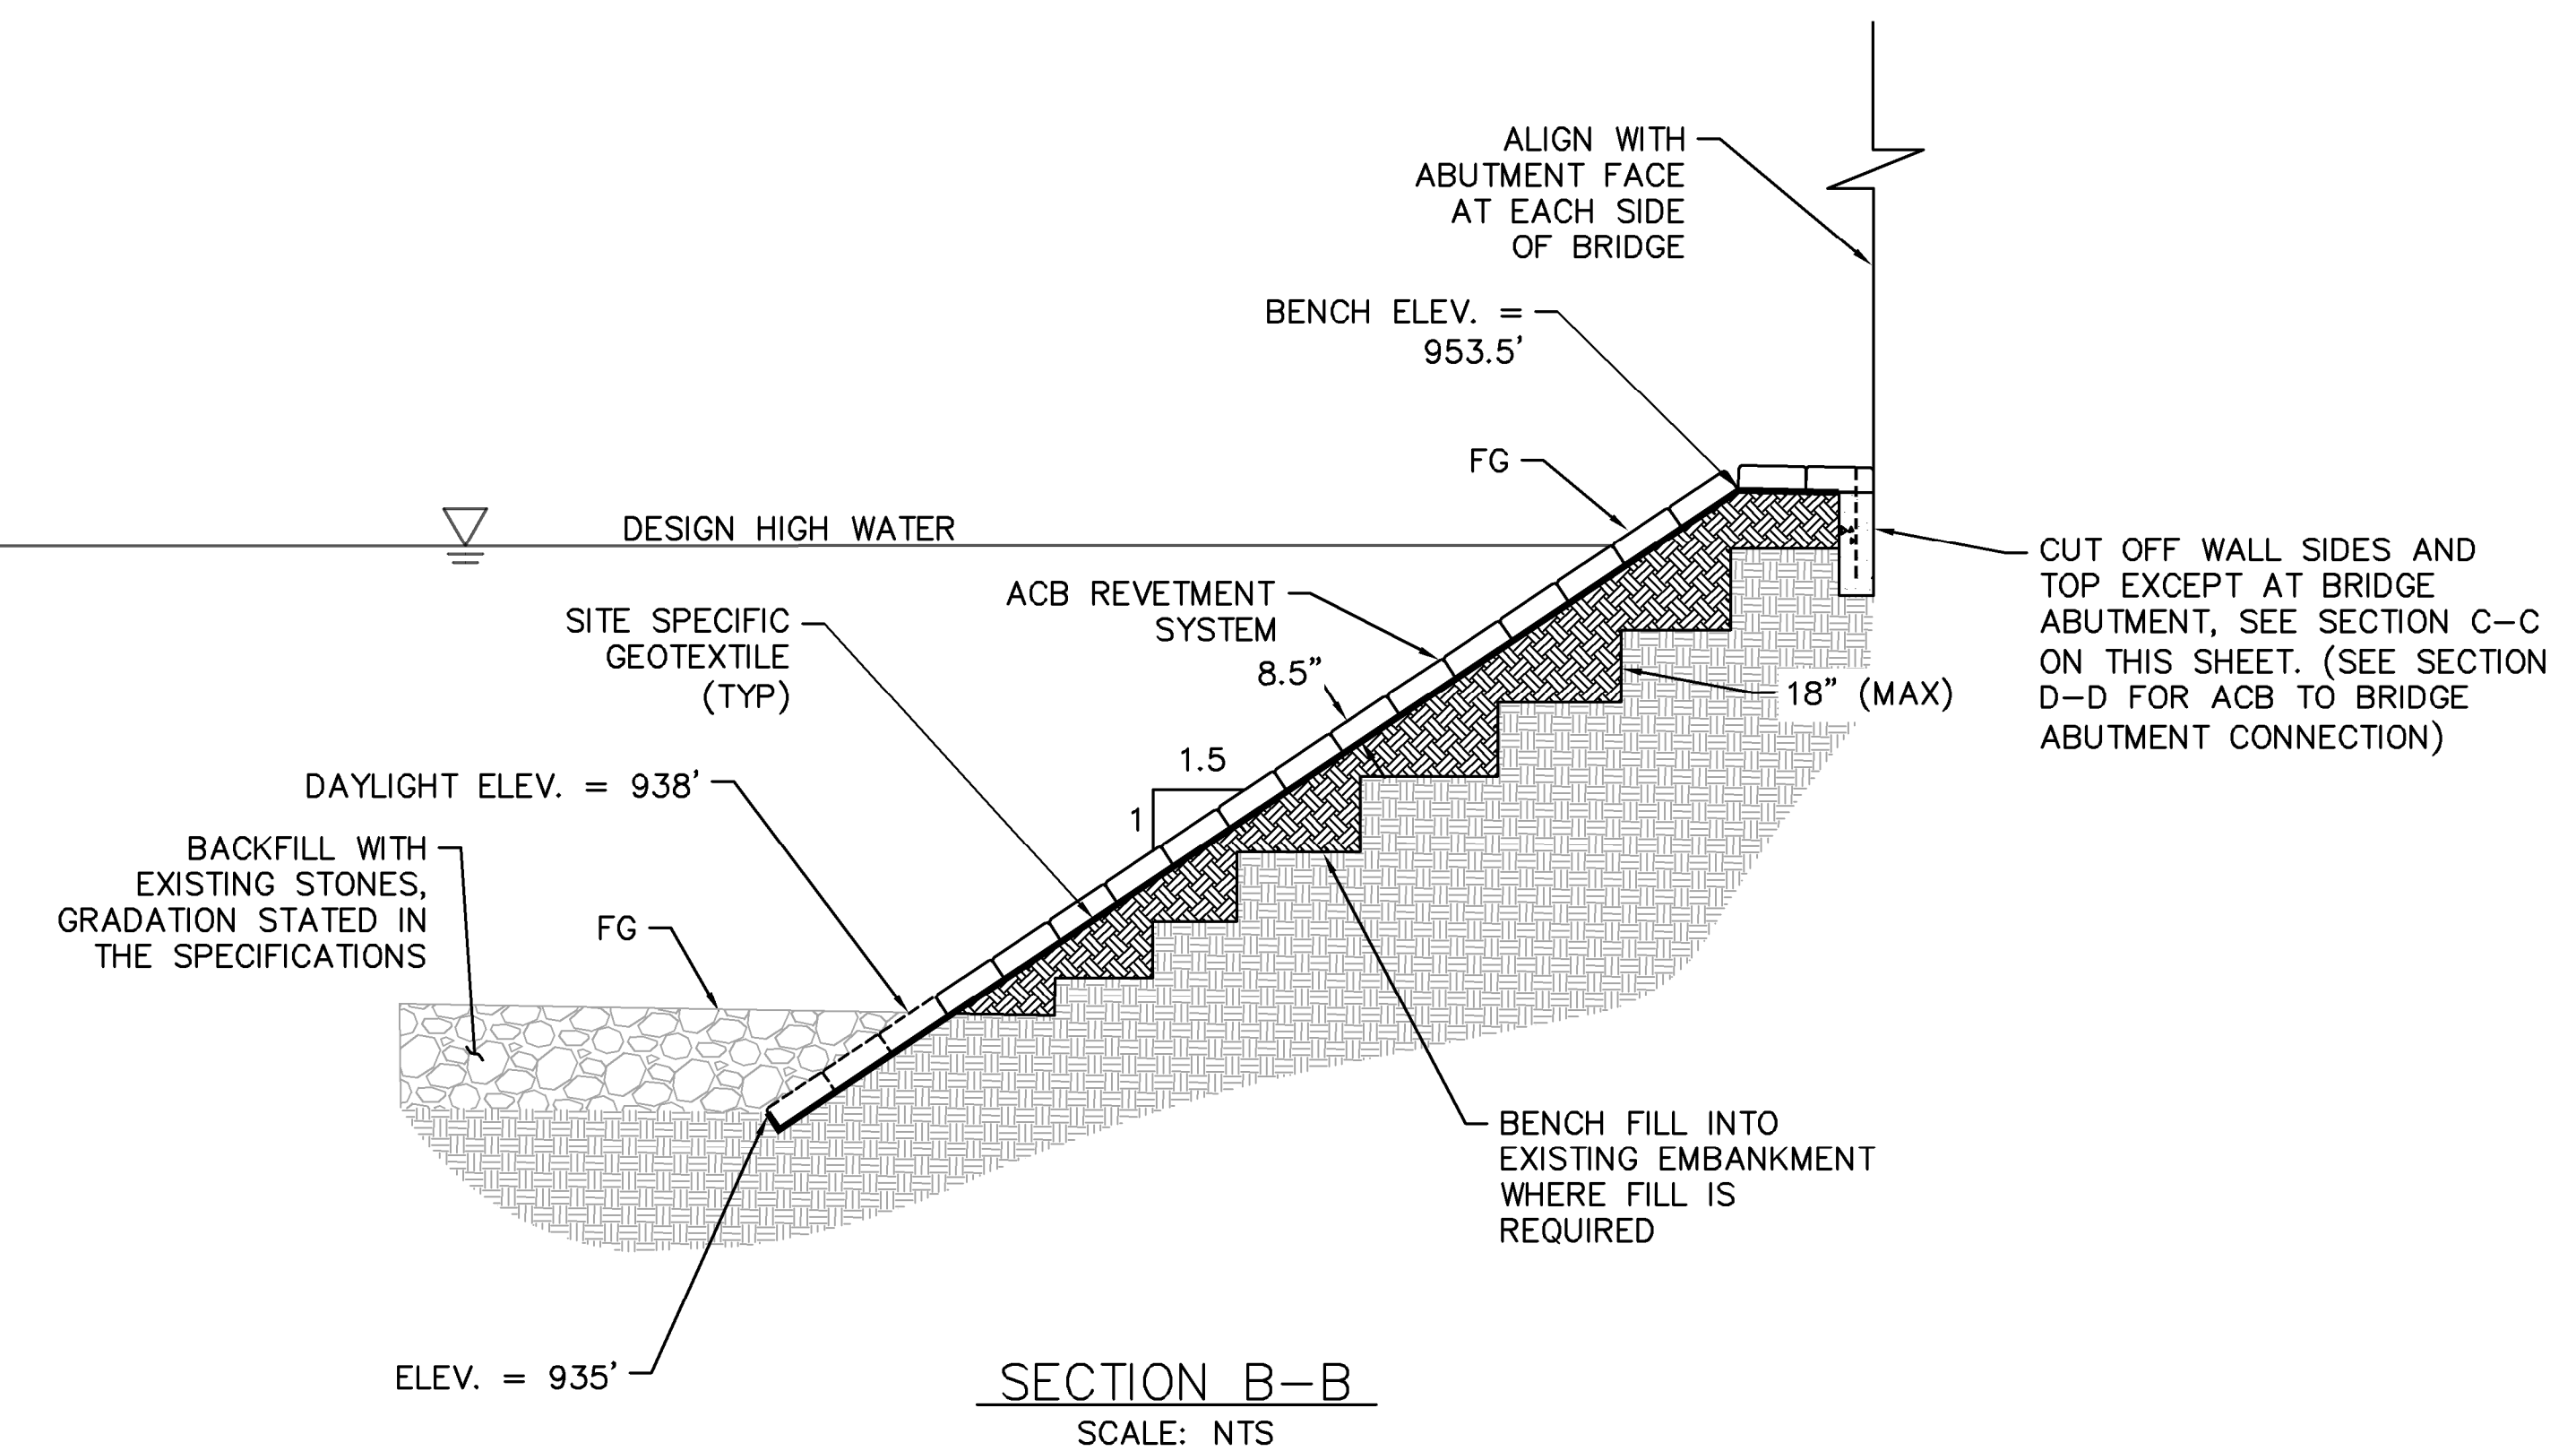 ALIGN WITH
ABUTMENT FACE
AT EACH SIDE
OF BRIDGE
BENCH ELEV. =
953.5'
FG
DESIGN HIGH WATER
CUT OFF WALL SIDES AND
TOP EXCEPT AT BRIDGE
ABUTMENT, SEE SECTION C-C
ON THIS SHEET. (SEE SECTION
D-D FOR ACB TO BRIDGE
ABUTMENT CONNECTION)
ACB REVETMENT
SYSTEM
8.5"
SITE SPECIFIC
GEOTEXTILE
(TYP)
18" (MAX)
1.5
1
DAYLIGHT ELEV. = 938'
BACKFILL WITH
EXISTING STONES,
GRADATION STATED IN
THE SPECIFICATIONS
FG
BENCH FILL INTO
EXISTING EMBANKMENT
WHERE FILL IS
REQUIRED
ELEV. = 935'
SECTION B-B
SCALE: NTS